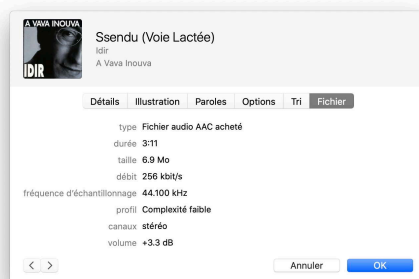 A VAVA INOUVA
IDIR
Ssendu (Voie Lactée)
Idir
A Vava Inouva
Détails Illustration Paroles Options Tri Fichier
type Fichier audio AAC acheté
durée 3:11
taille 6.9 Mo
débit 256 kbit/s
fréquence d'échantillonnage 44.100 kHz
profil Complexité faible
canaux stéréo
volume +3.3 dB
Annuler OK